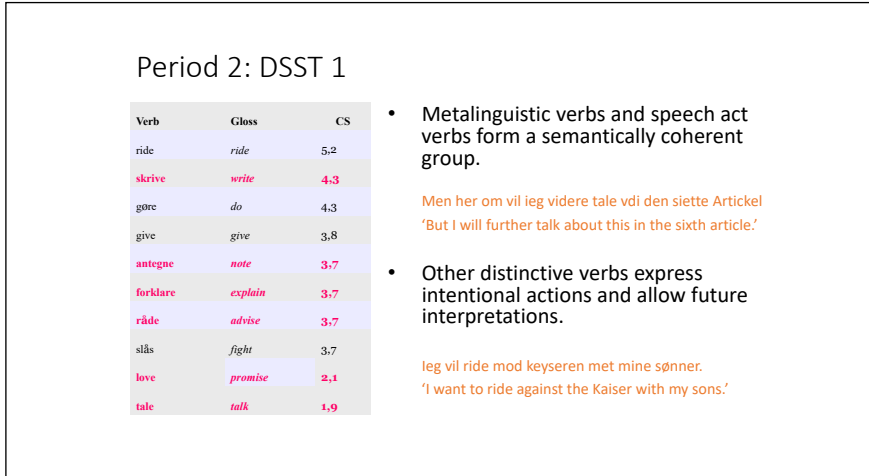 Period 2: DSST 1
Verb Gloss CS
ride ride 5,2
skrive write 4,3
gøre do 4,3
give give 3,8
antegne note 3,7
forklare explain 3,7
råde advise 3,7
slås fight 3,7
love promise 2,1
tale talk 1,9
• Metalinguistic verbs and speech act
verbs form a semantically coherent
group.
Men her om vil ieg videre tale vdi den siette Artickel
‘But I will further talk about this in the sixth article.’
• Other distinctive verbs express
intentional actions and allow future
interpretations.
Ieg vil ride mod keyseren met mine sønner.
‘I want to ride against the Kaiser with my sons.’